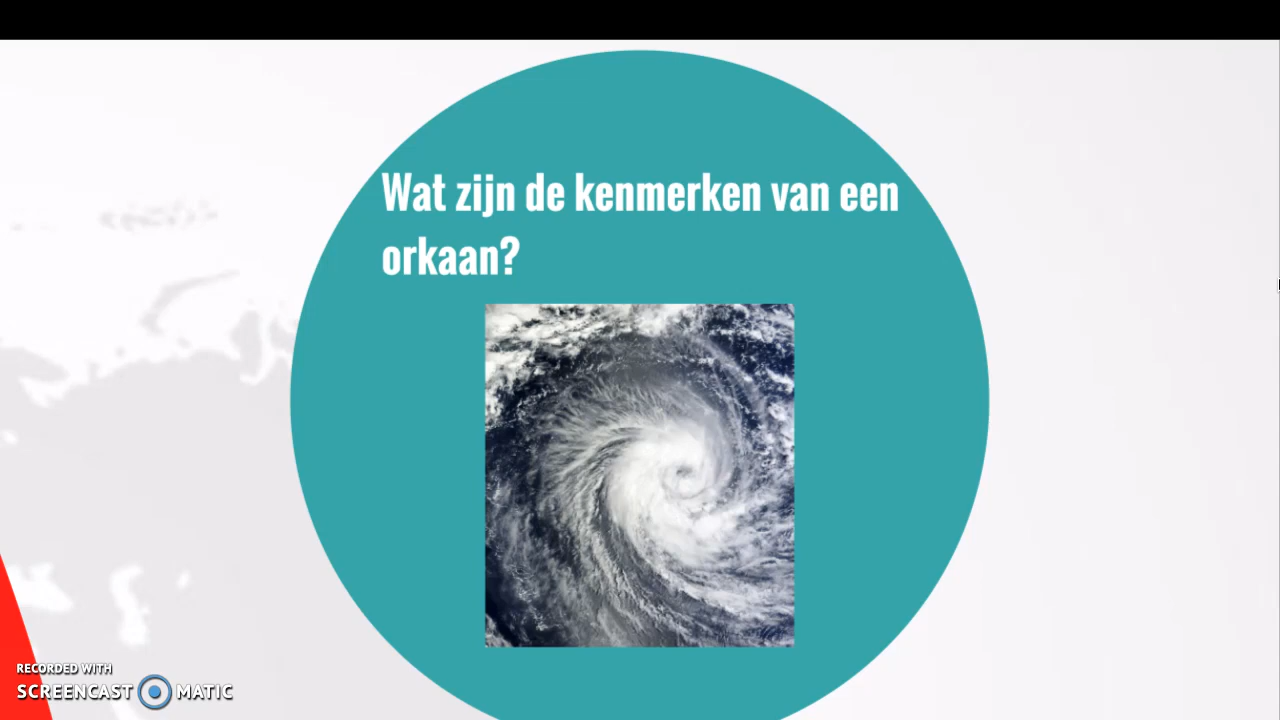 Wat zijn de kenmerken van een
orkaan?
RECORDED WITH
SCREENCAST MATIC